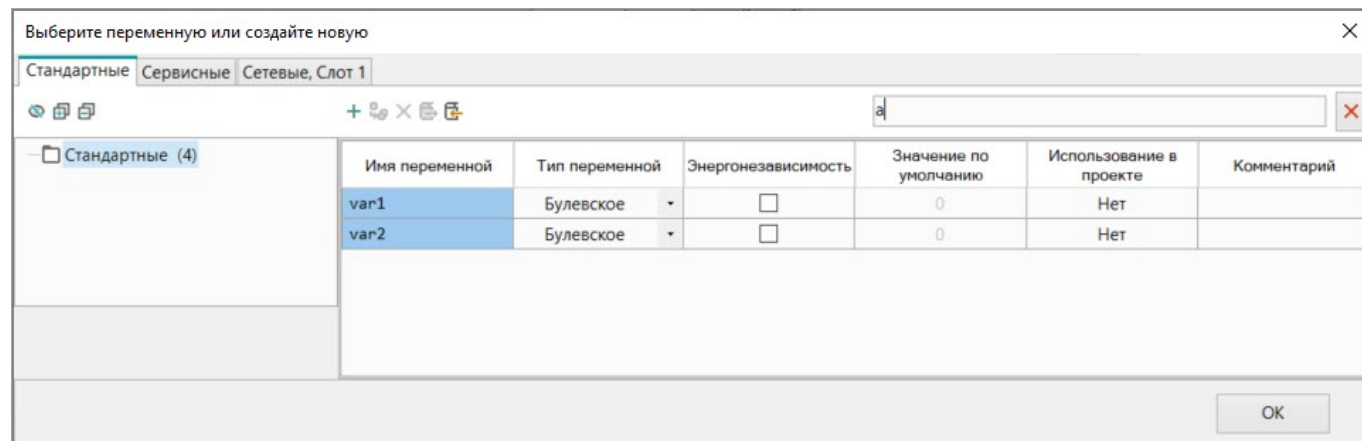 Выберите переменную или создайте новую
Стандартные Сервисные Сетевые, Слот 1
a
Стандартные (4)
Имя переменной Тип переменной Энергонезависимость Значение по умолчанию Использование в проекте Комментарий
var1 Булевское 0 Нет
var2 Булевское 0 Нет
OK